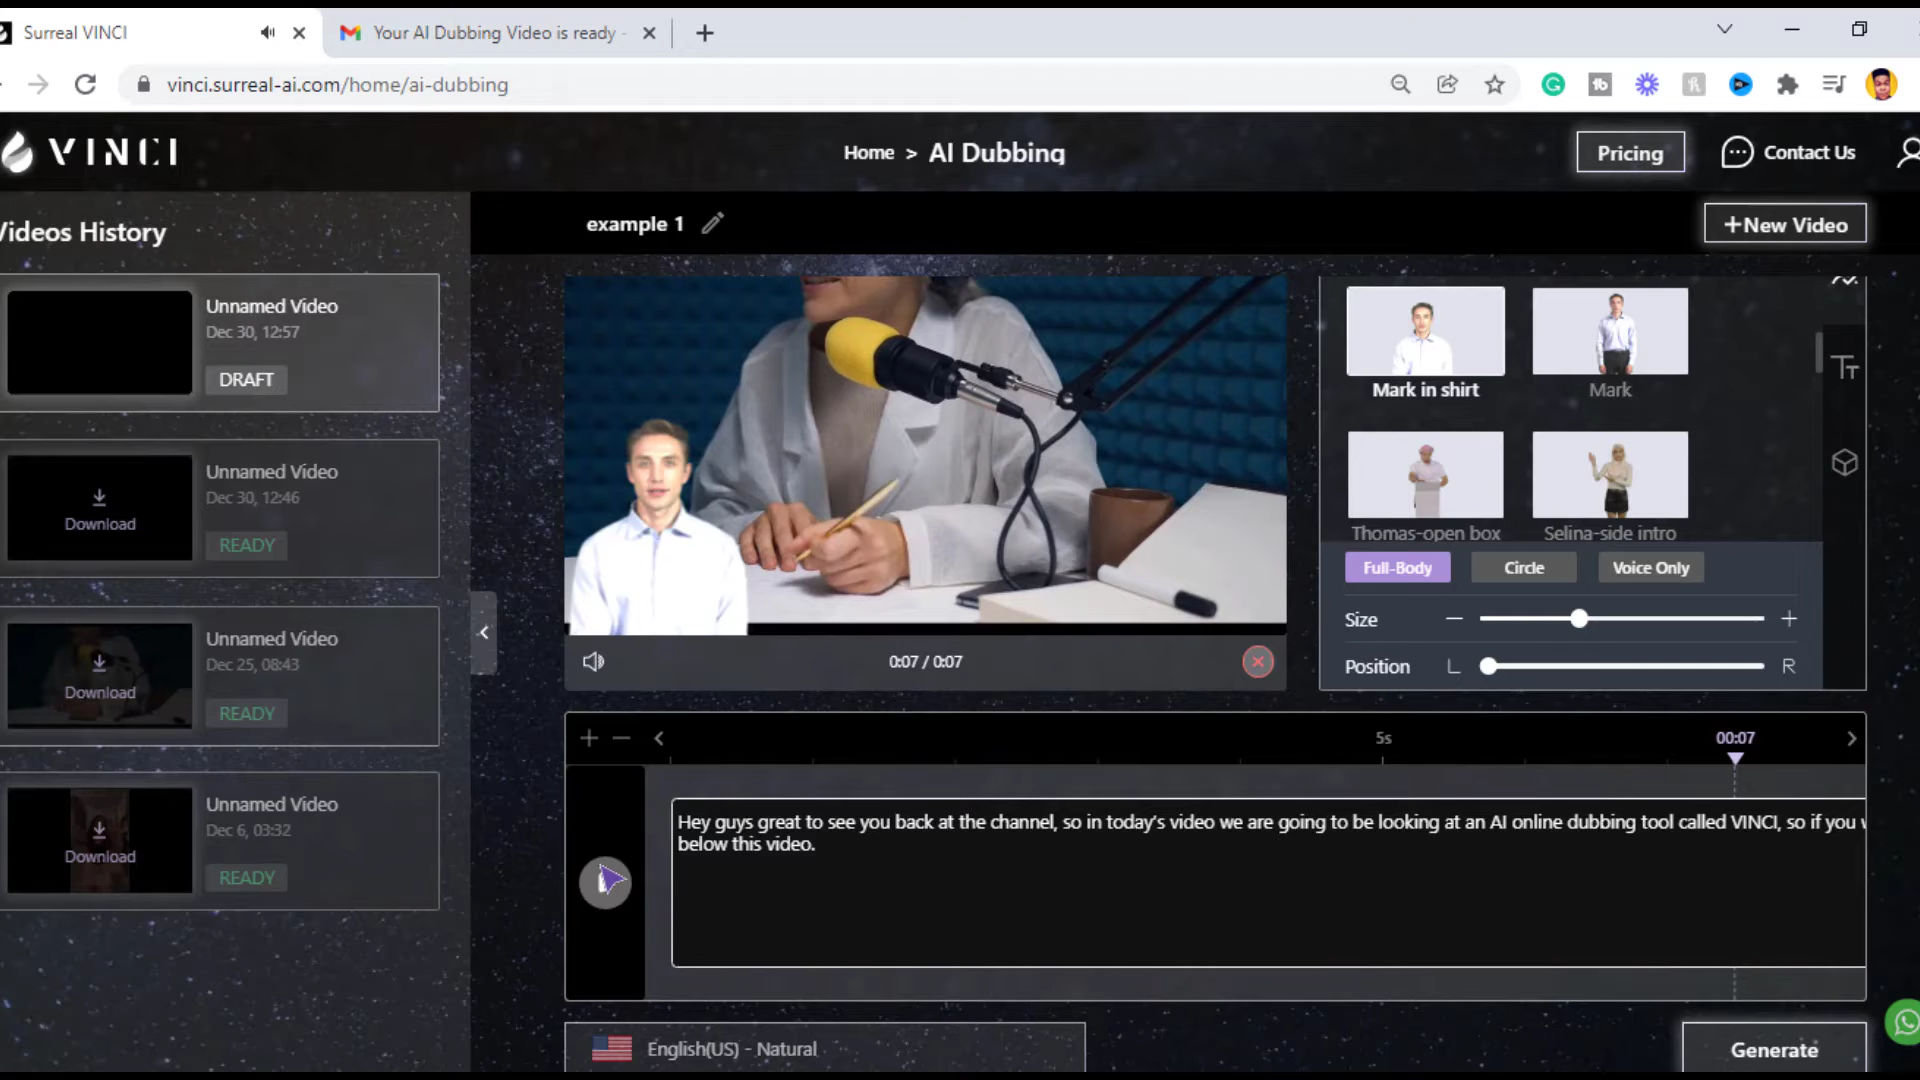 Surreal VINCI
Your AI Dubbing Video is ready -
vinci.surreal-ai.com/home/ai-dubbing
VINCI
Home > AI Dubbing
Pricing
Contact Us
Videos History
example 1
+New Video
Unnamed Video
Dec 30, 12:57
DRAFT
Unnamed Video
Dec 30, 12:46
Download
READY
Unnamed Video
Dec 25, 08:43
Download
READY
Unnamed Video
Dec 6, 03:32
Download
READY
0:07 / 0:07
Mark in shirt
Mark
Thomas-open box
Selina-side intro
Full-Body
Circle
Voice Only
Size
Position
L
R
5s
00:07
Hey guys great to see you back at the channel, so in today's video we are going to be looking at an AI online dubbing tool called VINCI, so if you
below this video.
English(US) - Natural
Generate